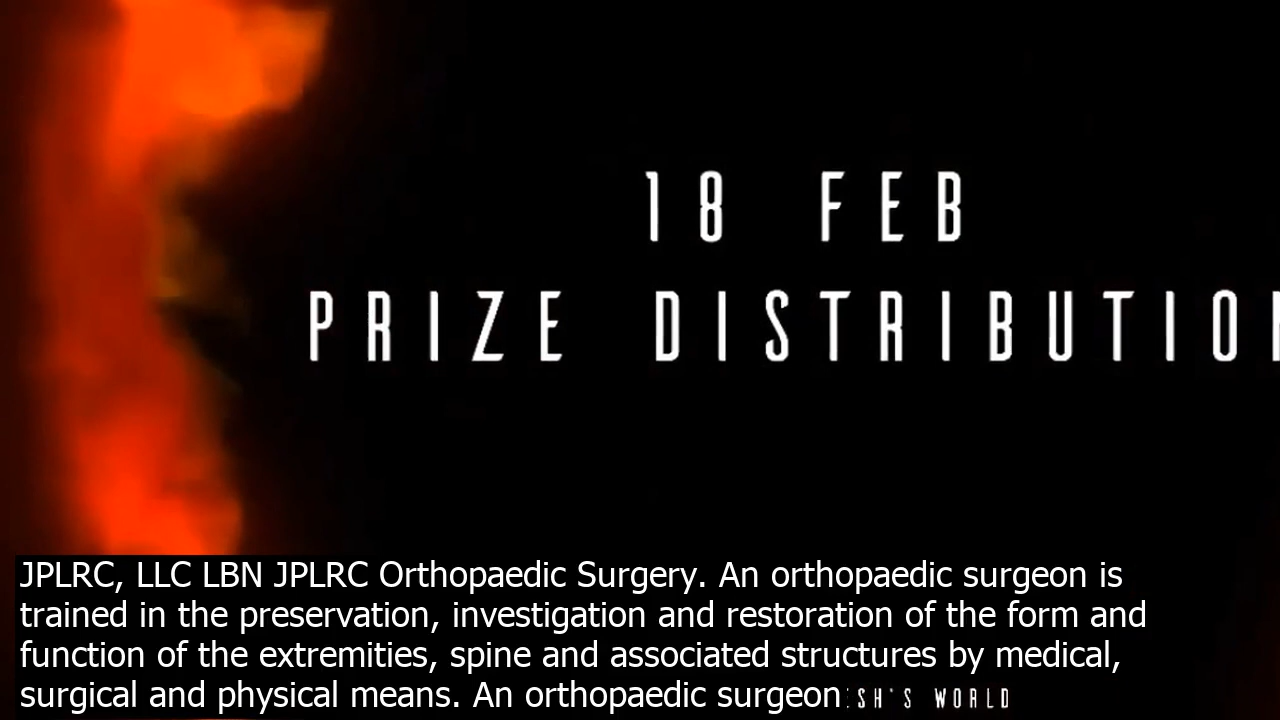 18 FEB
PRIZE DISTRIBUTION
JPLRC, LLC LBN JPLRC Orthopaedic Surgery. An orthopaedic surgeon is
trained in the preservation, investigation and restoration of the form and
function of the extremities, spine and associated structures by medical,
surgical and physical means. An orthopaedic surgeon
WORLD